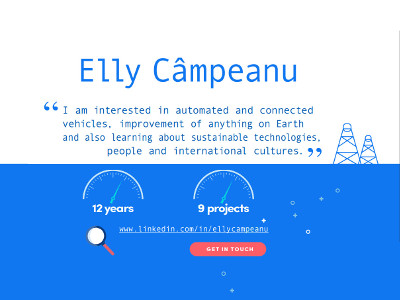 Elly Câmpeanu
“ I am interested in automated and connected
vehicles, improvement of anything on Earth
and also learning about sustainable technologies,
people and international cultures. ”
12 years
9 projects
www.linkedin.com/in/ellycampeanu
GET IN TOUCH